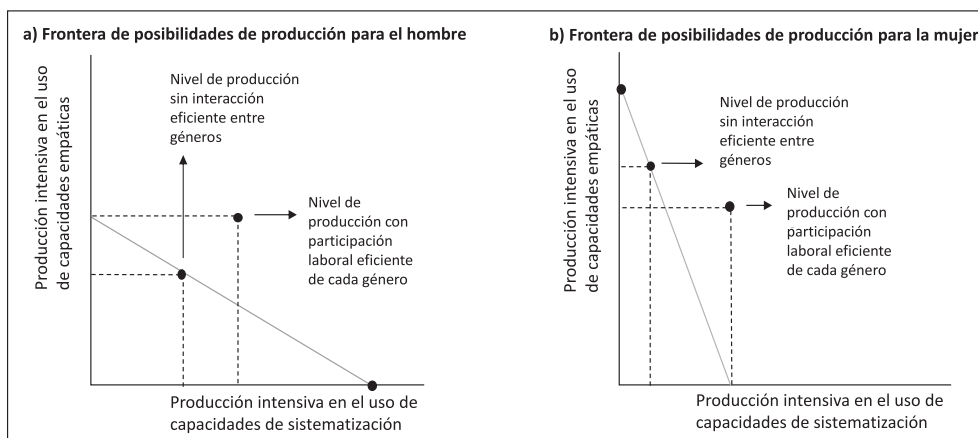 a) Frontera de posibilidades de producción para el hombre
Producción intensiva en el uso
de capacidades empáticas
Nivel de producción
sin interacción
eficiente entre
géneros
Nivel de
producción con
participación
laboral eficiente
de cada género
Producción intensiva en el uso de
capacidades de sistematización
b) Frontera de posibilidades de producción para la mujer
Producción intensiva en el uso
de capacidades empáticas
Nivel de producción
sin interacción
eficiente entre
géneros
Nivel de
producción con
participación
laboral eficiente
de cada género
Producción intensiva en el uso de
capacidades de sistematización